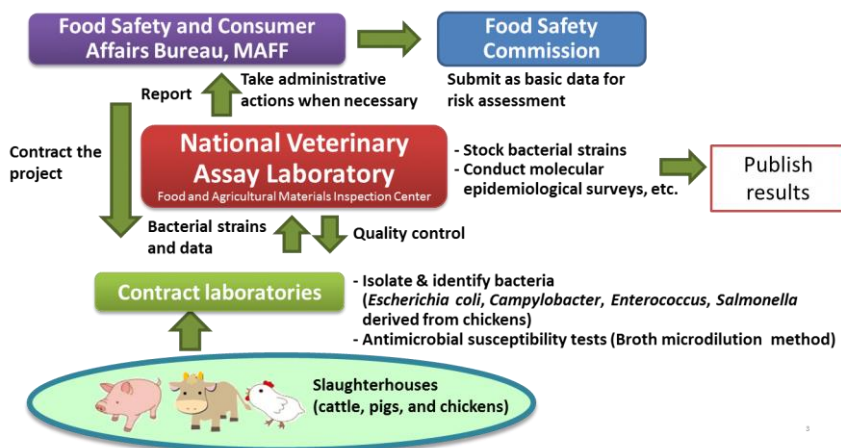 Food Safety and Consumer
Affairs Bureau, MAFF
Food Safety
Commission
Report
Take administrative
actions when necessary
Submit as basic data for
risk assessment
Contract the
project
National Veterinary
Assay Laboratory
Food and Agricultural Materials Inspection Center
- Stock bacterial strains
- Conduct molecular
epidemiological surveys, etc.
Publish
results
Bacterial strains
and data
Quality control
Contract laboratories
- Isolate & identify bacteria
(Escherichia coli, Campylobacter, Enterococcus, Salmonella
derived from chickens)
- Antimicrobial susceptibility tests (Broth microdilution method)
Slaughterhouses
(cattle, pigs, and chickens)
3